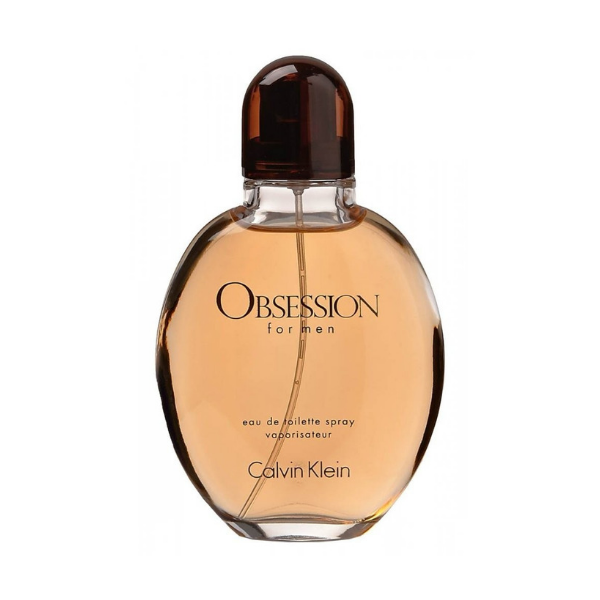 OBSESSION
for men
eau de toilette spray
vaporisateur
Calvin Klein